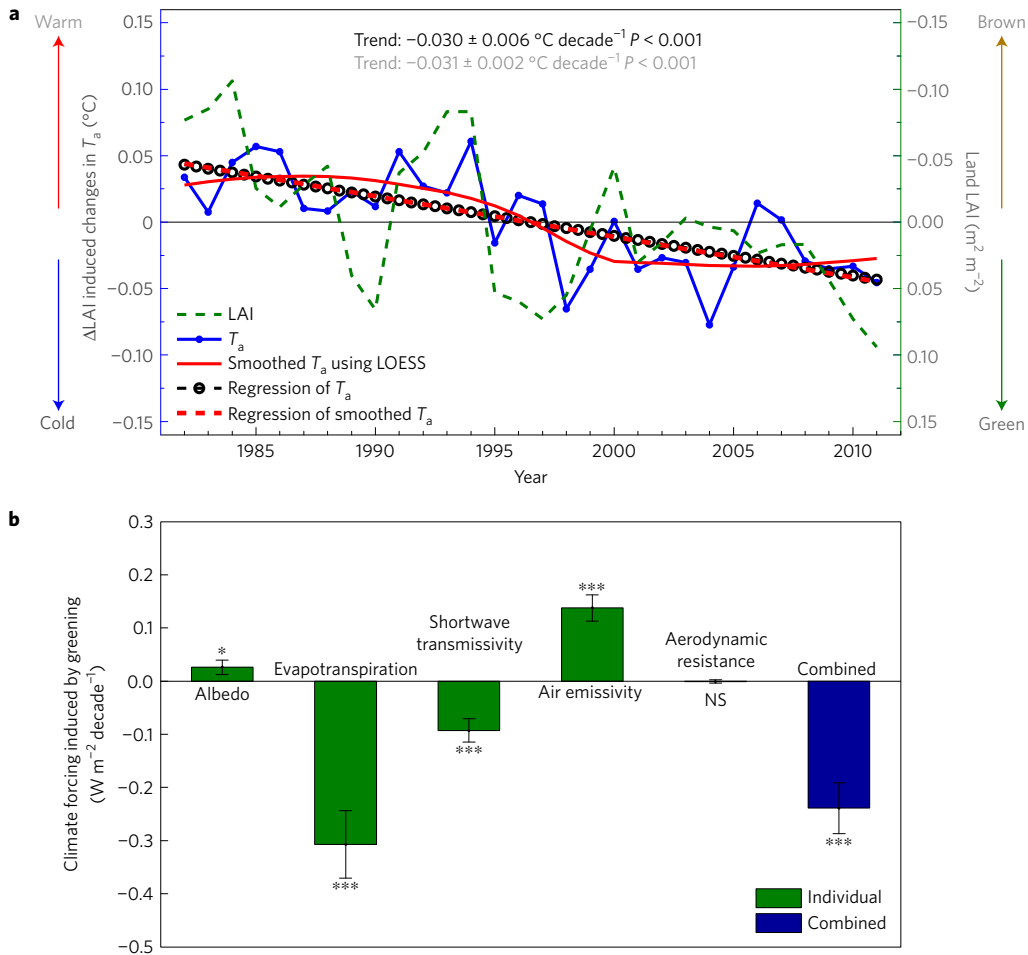 a
Warm
Cold
ΔLAI induced changes in Tₐ (°C)
0.15
0.10
0.05
0
−0.05
−0.10
−0.15
Trend: −0.030 ± 0.006 °C decade⁻¹ P < 0.001
Trend: −0.031 ± 0.002 °C decade⁻¹ P < 0.001
LAI
Tₐ
Smoothed Tₐ using LOESS
Regression of Tₐ
Regression of smoothed Tₐ
1985
1990
1995
2000
2005
2010
Year
−0.15
−0.10
−0.05
0.00
0.05
0.10
0.15
Land LAI (m² m⁻²)
Brown
Green
b
Climate forcing induced by greening
(W m⁻² decade⁻¹)
0.3
0.2
0.1
0.0
−0.1
−0.2
−0.3
−0.4
−0.5
*
Albedo
Evapotranspiration
***
Shortwave
transmissivity
***
***
Air emissivity
Aerodynamic
resistance
NS
Combined
***
Individual
Combined